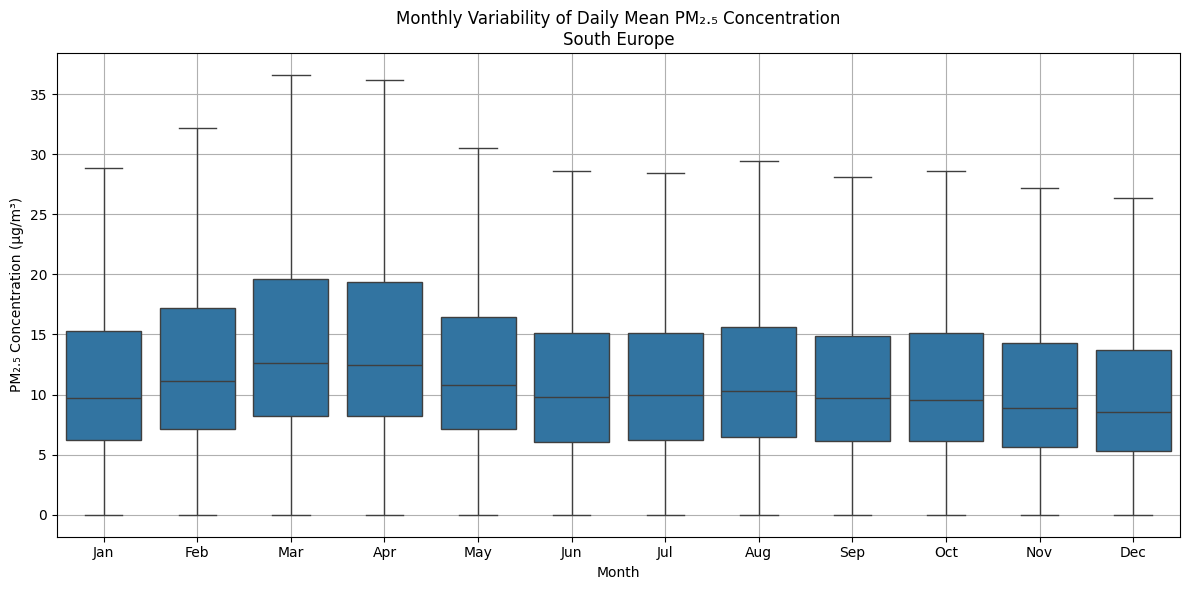 Monthly Variability of Daily Mean PM₂.₅ Concentration
South Europe
PM₂.₅ Concentration (µg/m³)
35
30
25
20
15
10
5
0
Jan Feb Mar Apr May Jun Jul Aug Sep Oct Nov Dec
Month